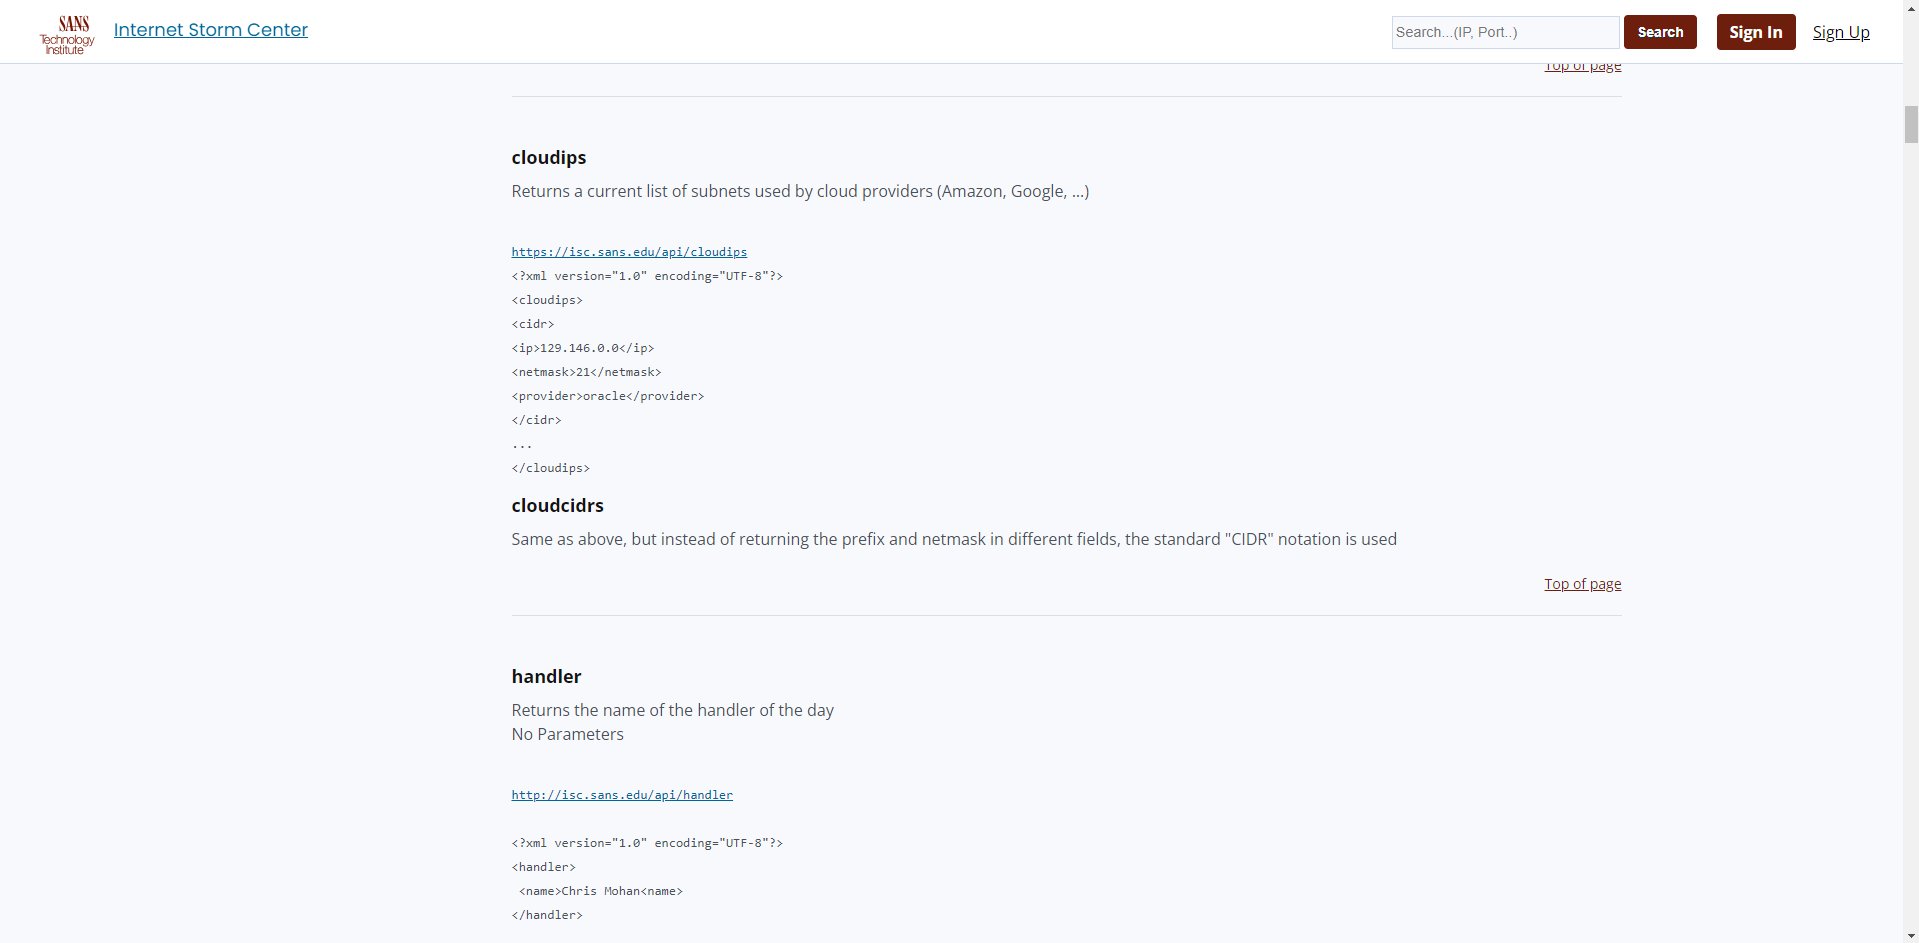 SANS
Technology
Institute
Internet Storm Center
Search...(IP, Port..)
Search
Sign In
Sign Up
Top of page
cloudips
Returns a current list of subnets used by cloud providers (Amazon, Google, ...)
https://isc.sans.edu/api/cloudips
<?xml version="1.0" encoding="UTF-8"?>
<cloudips>
<cidr>
<ip>129.146.0.0</ip>
<netmask>21</netmask>
<provider>oracle</provider>
</cidr>
...
</cloudips>
cloudcidrs
Same as above, but instead of returning the prefix and netmask in different fields, the standard "CIDR" notation is used
Top of page
handler
Returns the name of the handler of the day
No Parameters
http://isc.sans.edu/api/handler
<?xml version="1.0" encoding="UTF-8"?>
<handler>
<name>Chris Mohan<name>
</handler>